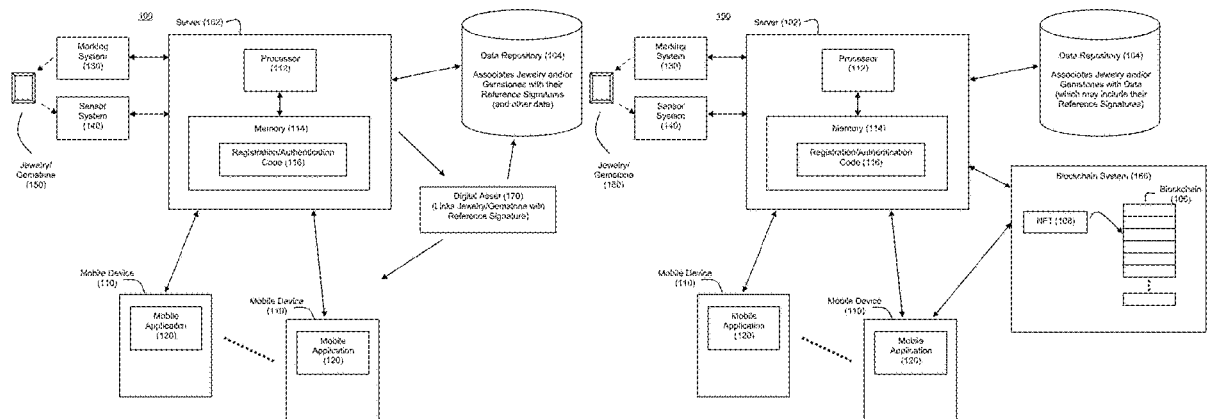 100
Server (102)
Marking
System
(130)
Sensor
System
(140)
Jewelry/
Gemstone
(150)
Processor
(112)
Memory (114)
Registration/Authentication
Code (116)
Data Repository (104)
Associates Jewelry and/or
Gemstones with their
Reference Signatures
(and other data)
Digital Asset (170)
(Links Jewelry/Gemstone with
Reference Signature)
Mobile Device
(110)
Mobile
Application
(120)
Mobile Device
(110)
Mobile
Application
(120)
100
Server (102)
Marking
System
(130)
Sensor
System
(140)
Jewelry/
Gemstone
(150)
Processor
(112)
Memory (114)
Registration/Authentication
Code (116)
Data Repository (104)
Associates Jewelry and/or
Gemstones with Data
(which may include their
Reference Signatures)
Blockchain System (166)
Blockchain
(106)
NFT (108)
Mobile Device
(110)
Mobile
Application
(120)
Mobile Device
(110)
Mobile
Application
(120)